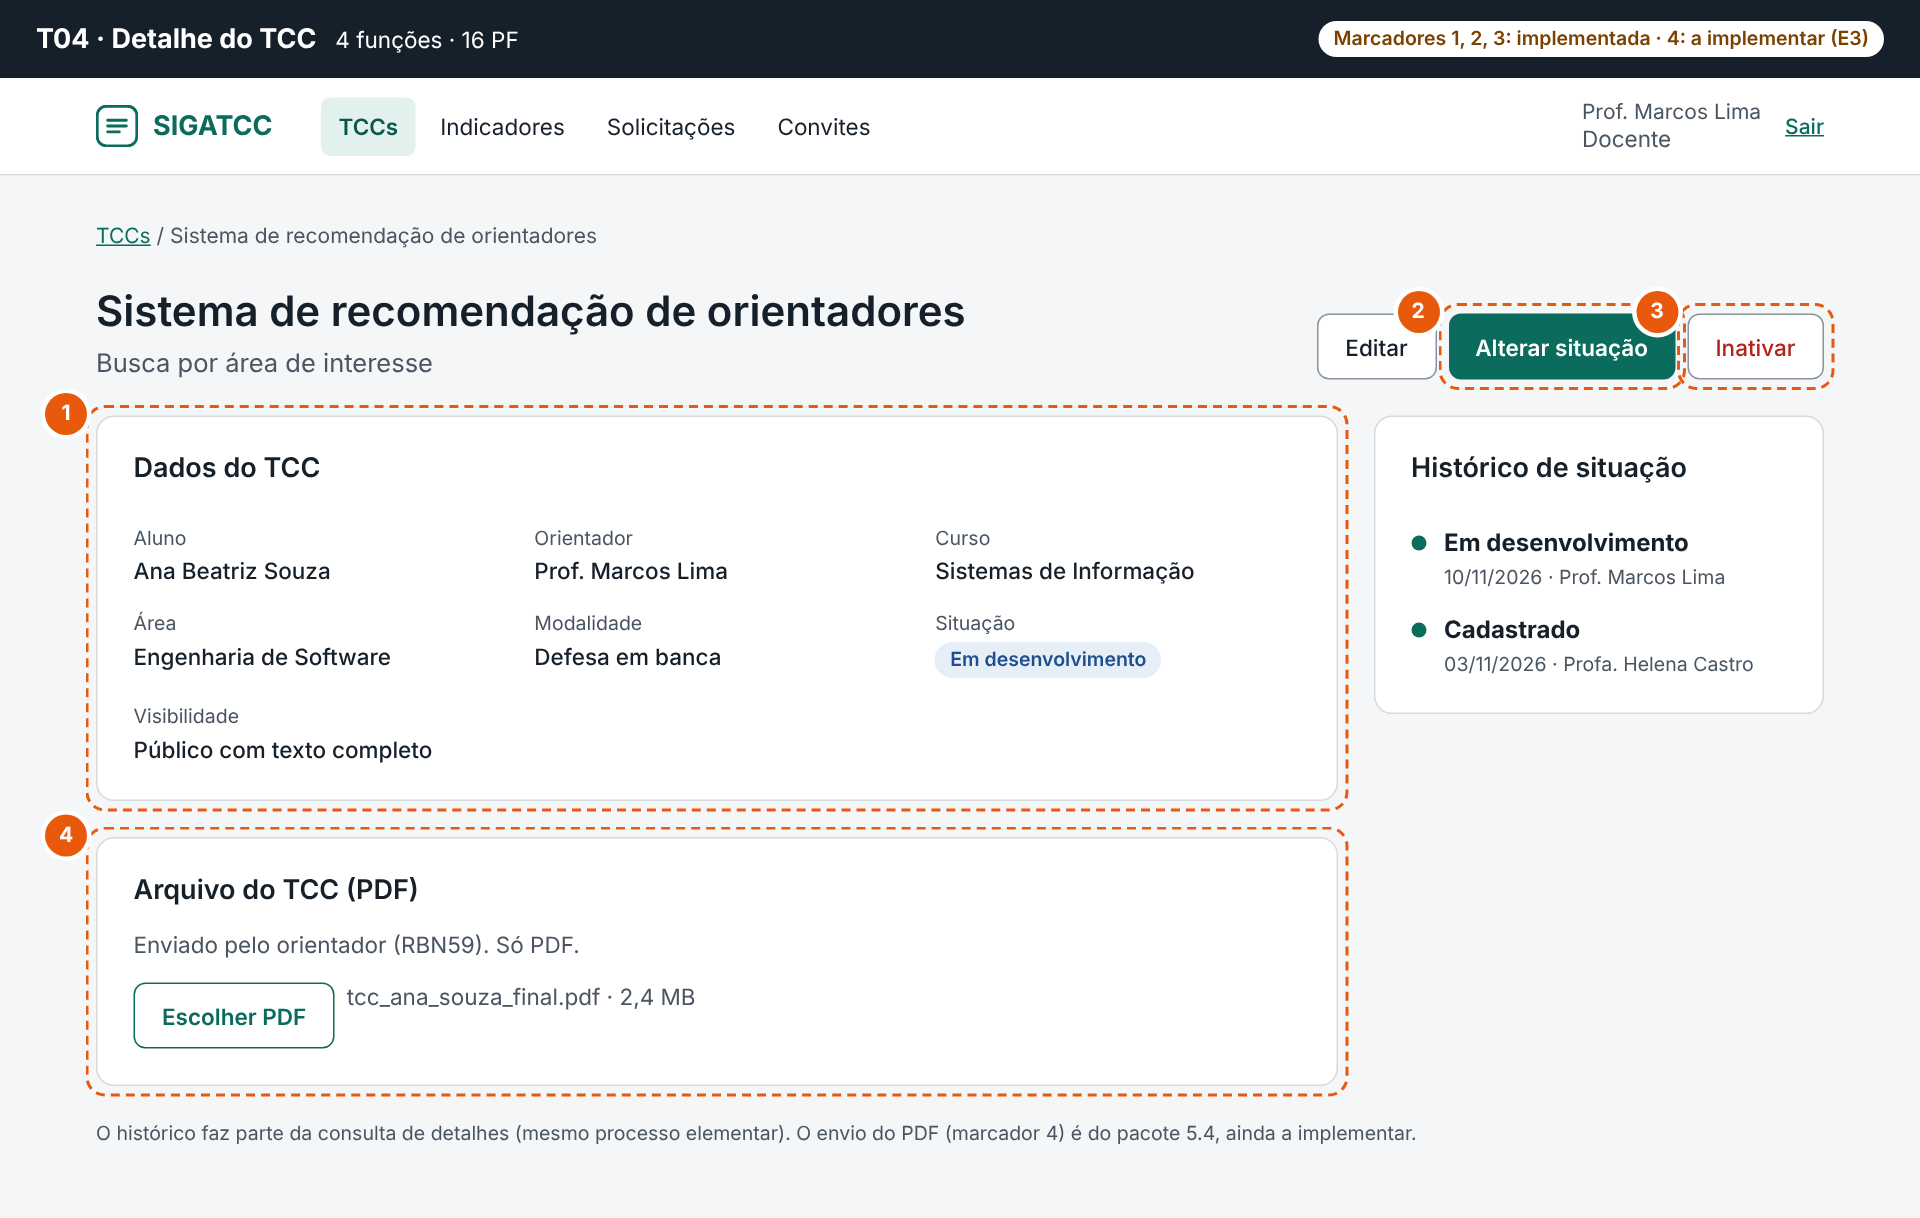 T04 · Detalhe do TCC 4 funções · 16 PF
Marcadores 1, 2, 3: implementada · 4: a implementar (E3)
SIGATCC
TCCs
Indicadores
Solicitações
Convites
Prof. Marcos Lima
Docente
Sair
TCCs / Sistema de recomendação de orientadores
Sistema de recomendação de orientadores
Busca por área de interesse
Editar
2
Alterar situação
3
Inativar
1
Dados do TCC
Aluno
Ana Beatriz Souza
Orientador
Prof. Marcos Lima
Curso
Sistemas de Informação
Área
Engenharia de Software
Modalidade
Defesa em banca
Situação
Em desenvolvimento
Visibilidade
Público com texto completo
Histórico de situação
Em desenvolvimento
10/11/2026 · Prof. Marcos Lima
Cadastrado
03/11/2026 · Profa. Helena Castro
4
Arquivo do TCC (PDF)
Enviado pelo orientador (RBN59). Só PDF.
Escolher PDF
tcc_ana_souza_final.pdf · 2,4 MB
O histórico faz parte da consulta de detalhes (mesmo processo elementar). O envio do PDF (marcador 4) é do pacote 5.4, ainda a implementar.